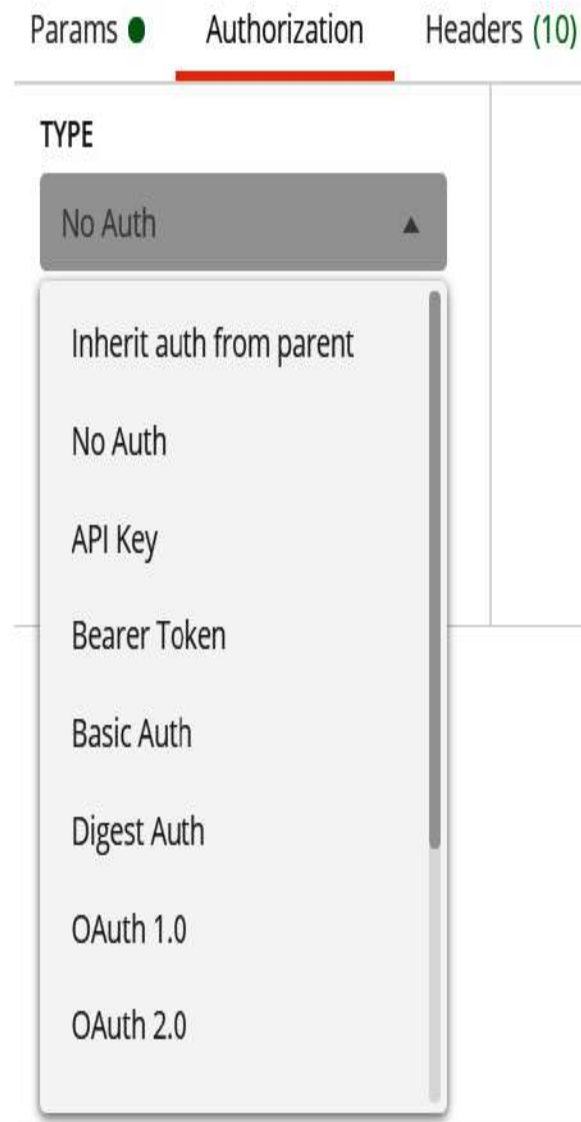 Params Authorization Headers (10)
TYPE
No Auth
Inherit auth from parent
No Auth
API Key
Bearer Token
Basic Auth
Digest Auth
OAuth 1.0
OAuth 2.0